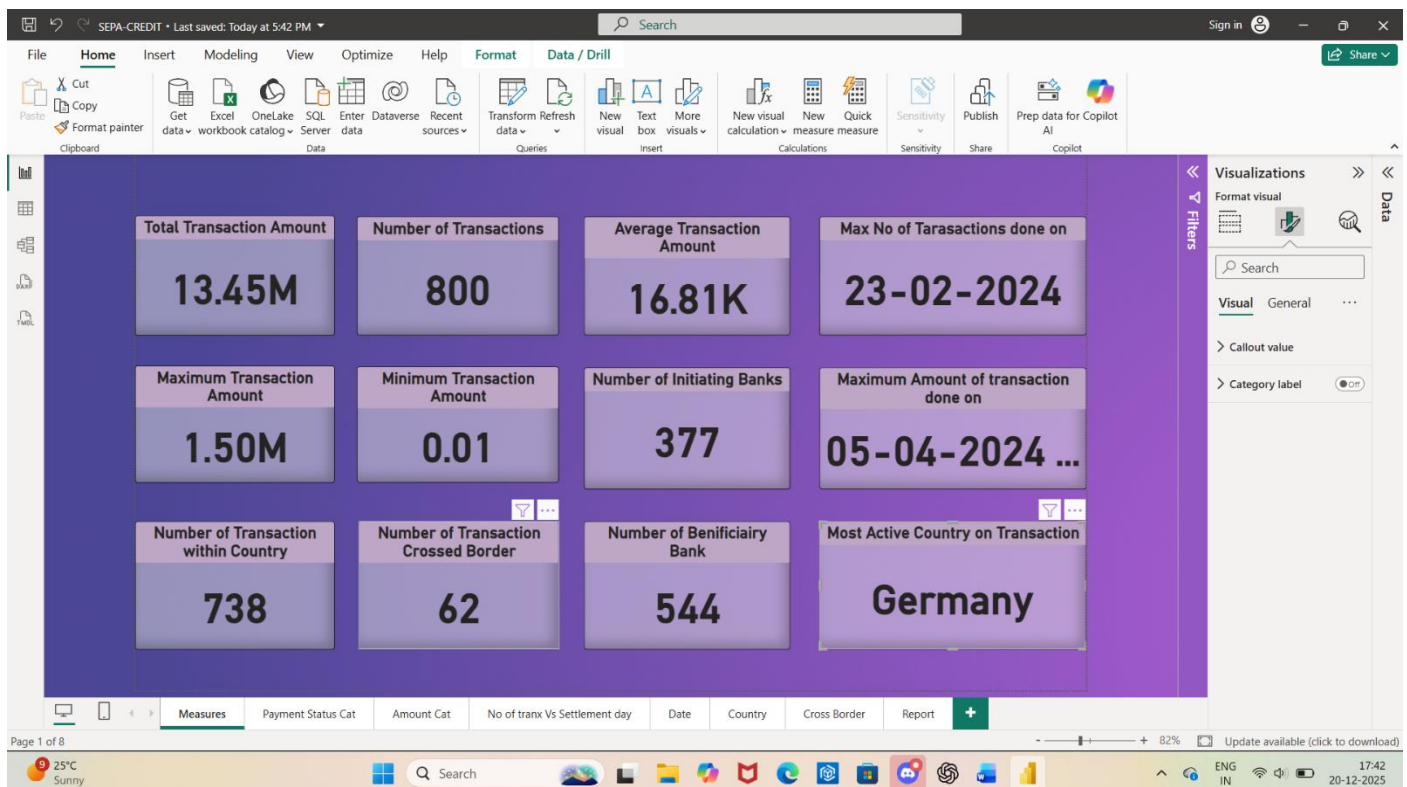 SEPA-CREDIT • Last saved: Today at 5:42 PM
Search
Sign in
File Home Insert Modeling View Optimize Help Format Data / Drill
Share
Paste
Cut
Copy
Format painter
Get data
Excel workbook
OneLake catalog
SQL Server
Enter data
Dataverse
Recent sources
Transform data
Refresh
New visual
Text box
More visuals
New visual calculation
New measure
Quick measure
Sensitivity
Publish
Prep data for AI
Copilot
Clipboard
Data
Queries
Insert
Calculations
Sensitivity
Share
Copilot
DAX
TMDL
Total Transaction Amount
13.45M
Number of Transactions
800
Average Transaction
Amount
16.81K
Max No of Tarasactions done on
23-02-2024
Maximum Transaction
Amount
1.50M
Minimum Transaction
Amount
0.01
Number of Initiating Banks
377
Maximum Amount of transaction
done on
05-04-2024 ...
Number of Transaction
within Country
738
Number of Transaction
Crossed Border
62
Number of Benificiairy
Bank
544
Most Active Country on Transaction
Germany
Filters
Visualizations
Format visual
Search
Visual General ...
Callout value
Category label Off
Data
Measures Payment Status Cat Amount Cat No of tranx Vs Settlement day Date Country Cross Border Report +
Page 1 of 8
- + 82%
Update available (click to download)
9
25°C
Sunny
Search
ENG
IN
17:42
20-12-2025